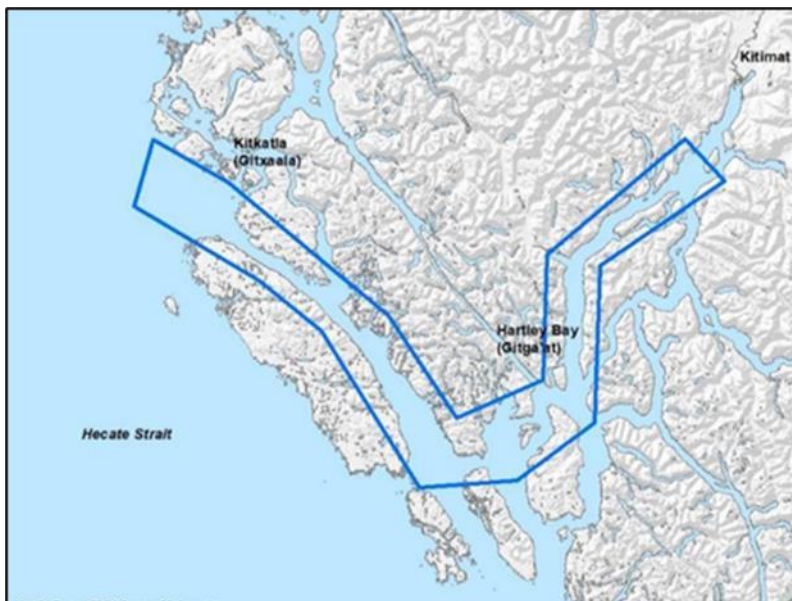 Kitimat
Kitkatla
(Gitxaala)
Hartley Bay
(Gitga'at)
Hecate Strait